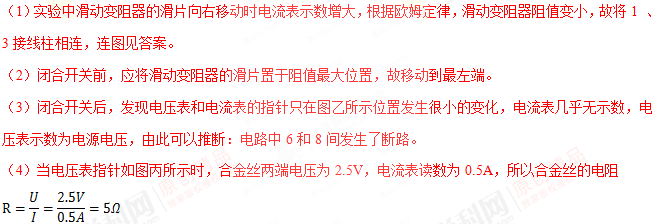 （1）实验中滑动变阻器的滑片向右移动时电流表示数增大，根据欧姆定律，滑动变阻器阻值变小，故将 1 、
3 接线柱相连，连图见答案。
（2）闭合开关前，应将滑动变阻器的滑片置于阻值最大位置，故移动到最左端。
（3）闭合开关后，发现电压表和电流表的指针只在图乙所示位置发生很小的变化，电流表几乎无示数，电
压表示数为电源电压，由此可以推断：电路中 6 和 8 间发生了断路。
（4）当电压表指针如图丙所示时，合金丝两端电压为 2.5V，电流表读数为 0.5A，所以合金丝的电阻
R = U/I = 2.5V/0.5A = 5Ω